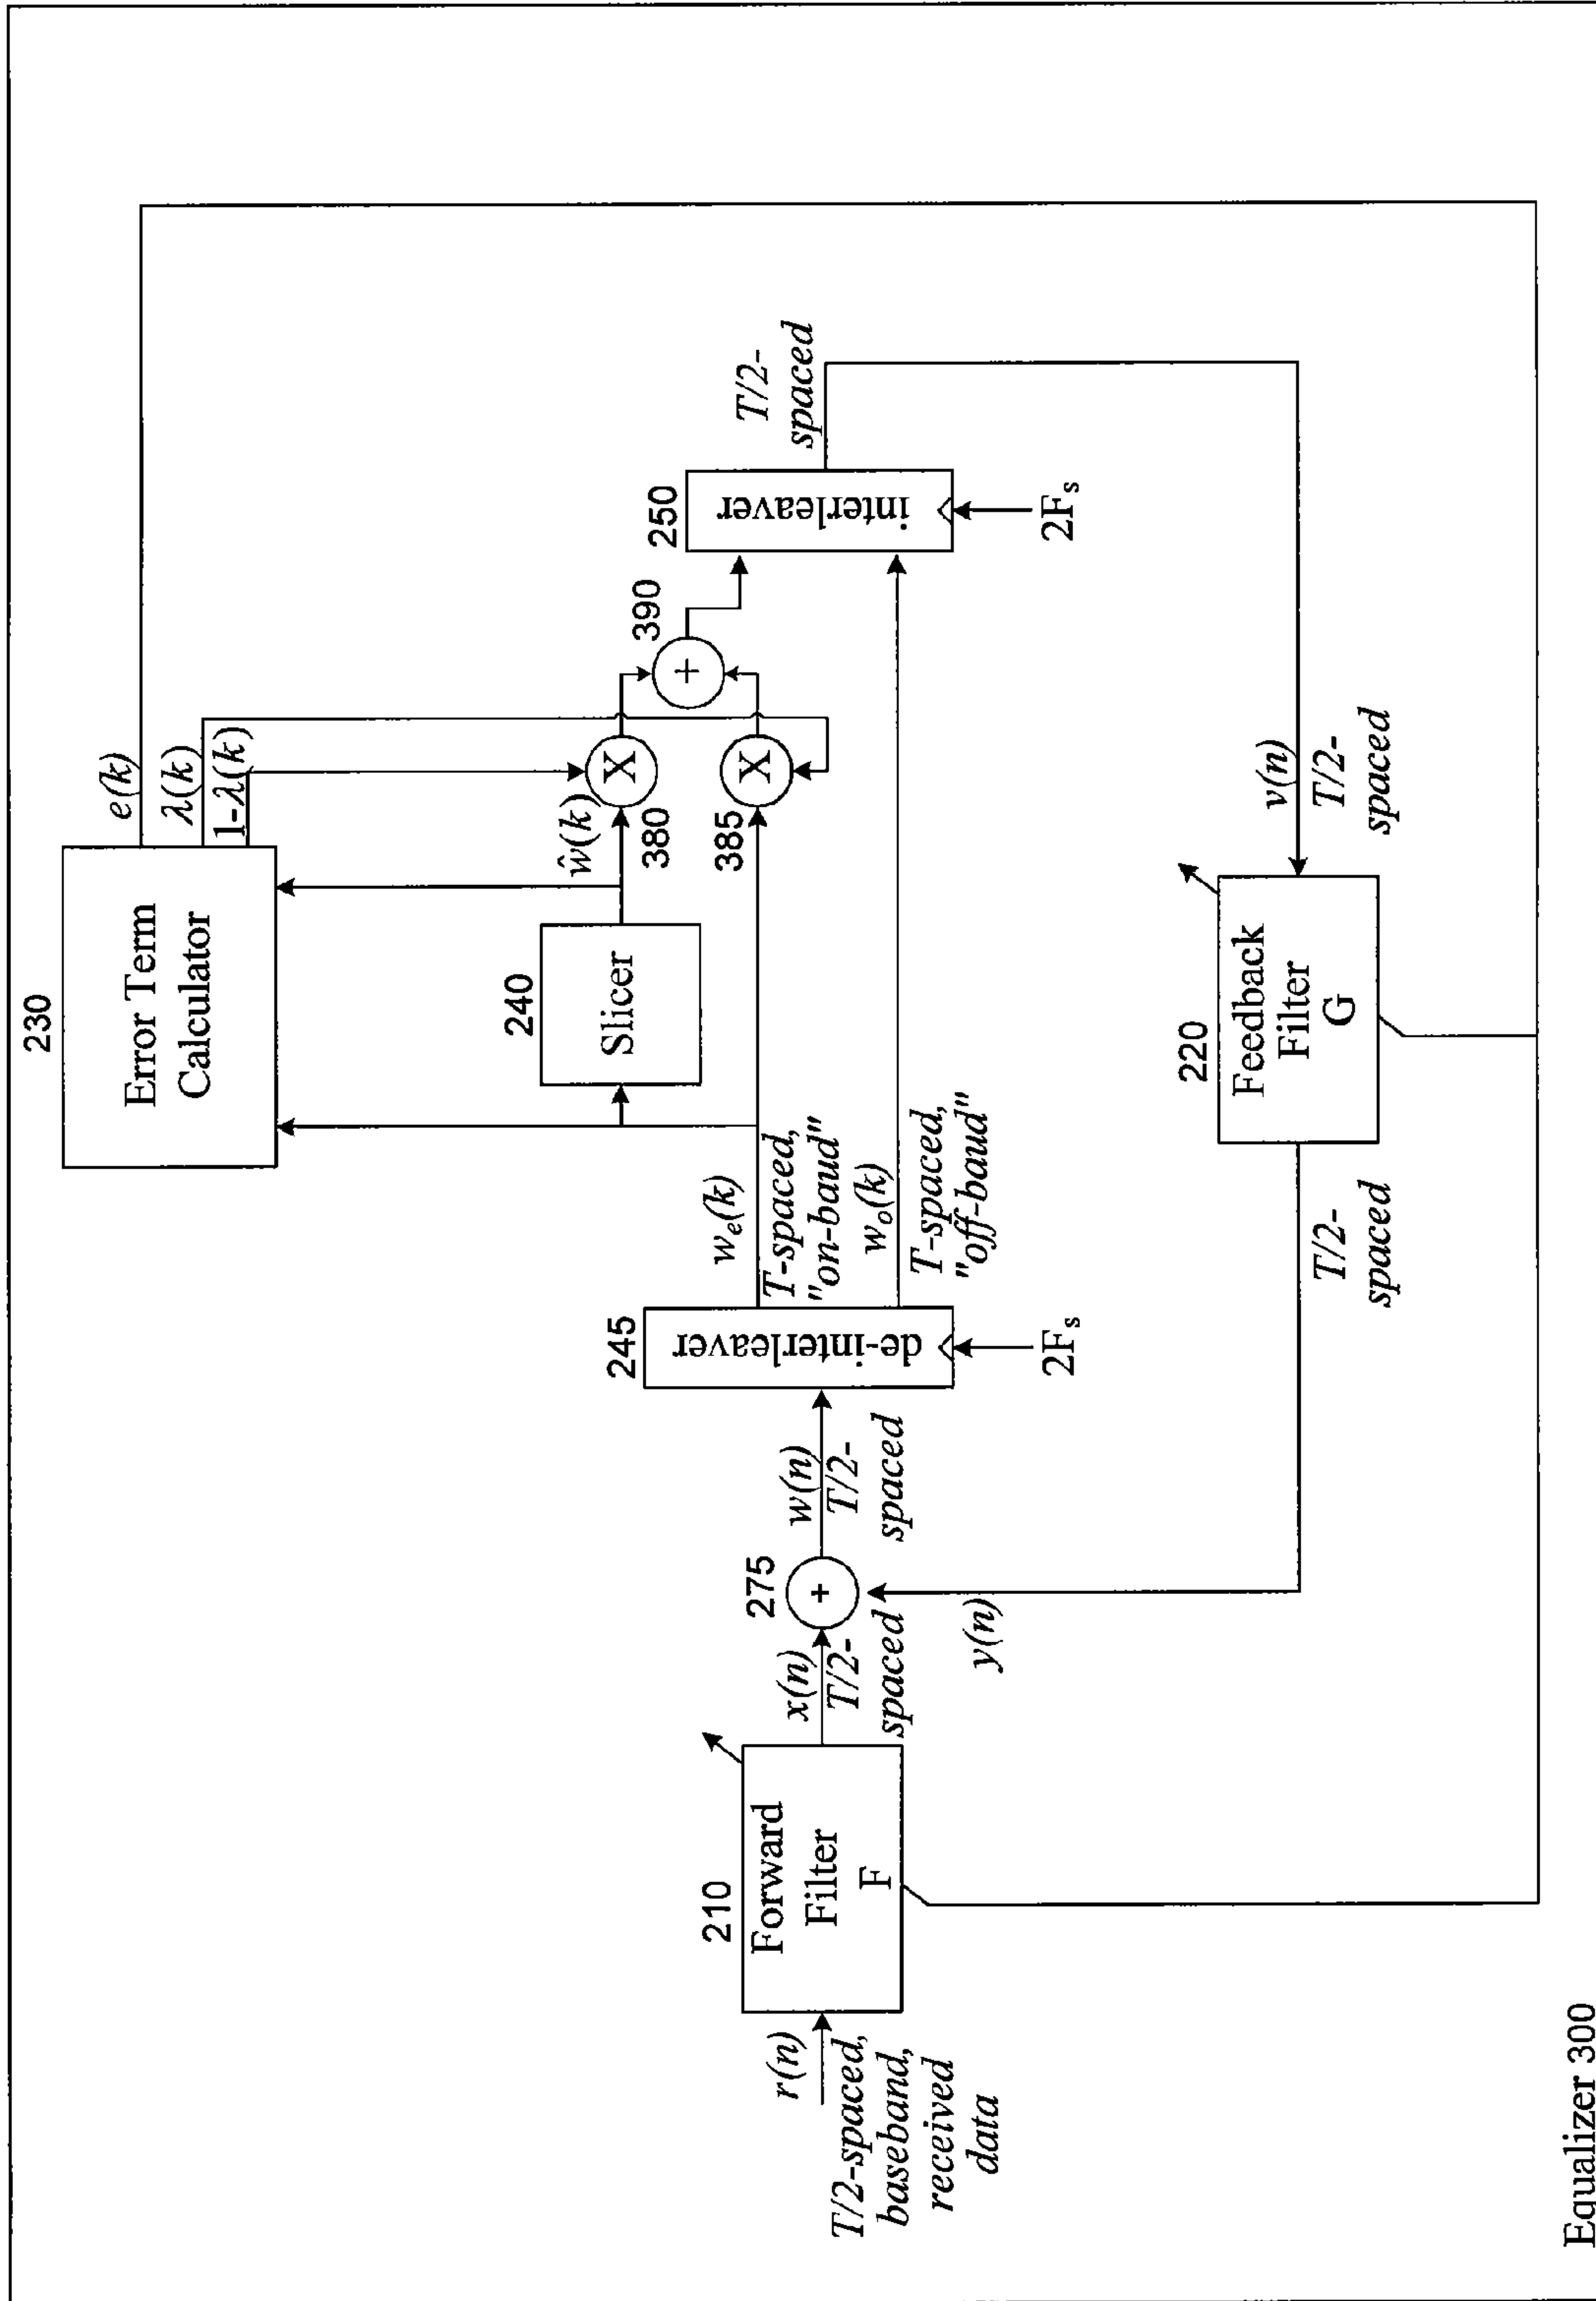 230
Error Term
Calculator
e(k)
λ(k)
1-λ(k)
240
Slicer
ŵ(k)
380
385
390
250
interleaver
2Fₛ
T/2-
spaced
wₑ(k)
T-spaced,
"on-baud"
wₒ(k)
T-spaced,
"off-baud"
245
de-interleaver
2Fₛ
X
X
+
r(n)
T/2-spaced,
baseband,
received
data
210
Forward
Filter
F
x(n)
T/2-
spaced
275
+
w(n)
T/2-
spaced
y(n)
T/2-
spaced
220
Feedback
Filter
G
v(n)
T/2-
spaced
Equalizer 300